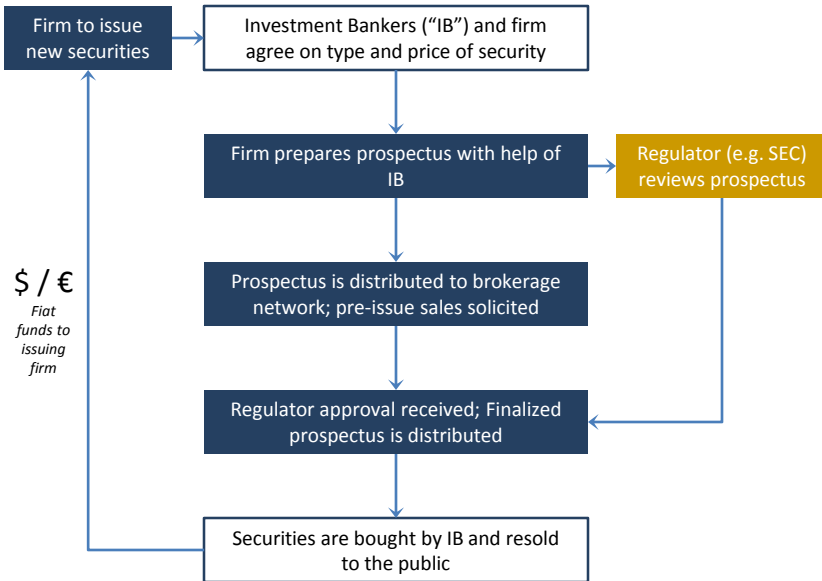 Firm to issue
new securities
Investment Bankers (“IB”) and firm
agree on type and price of security
Firm prepares prospectus with help of
IB
Regulator (e.g. SEC)
reviews prospectus
Prospectus is distributed to brokerage
network; pre-issue sales solicited
$ / €
Fiat
funds to
issuing
firm
Regulator approval received; Finalized
prospectus is distributed
Securities are bought by IB and resold
to the public